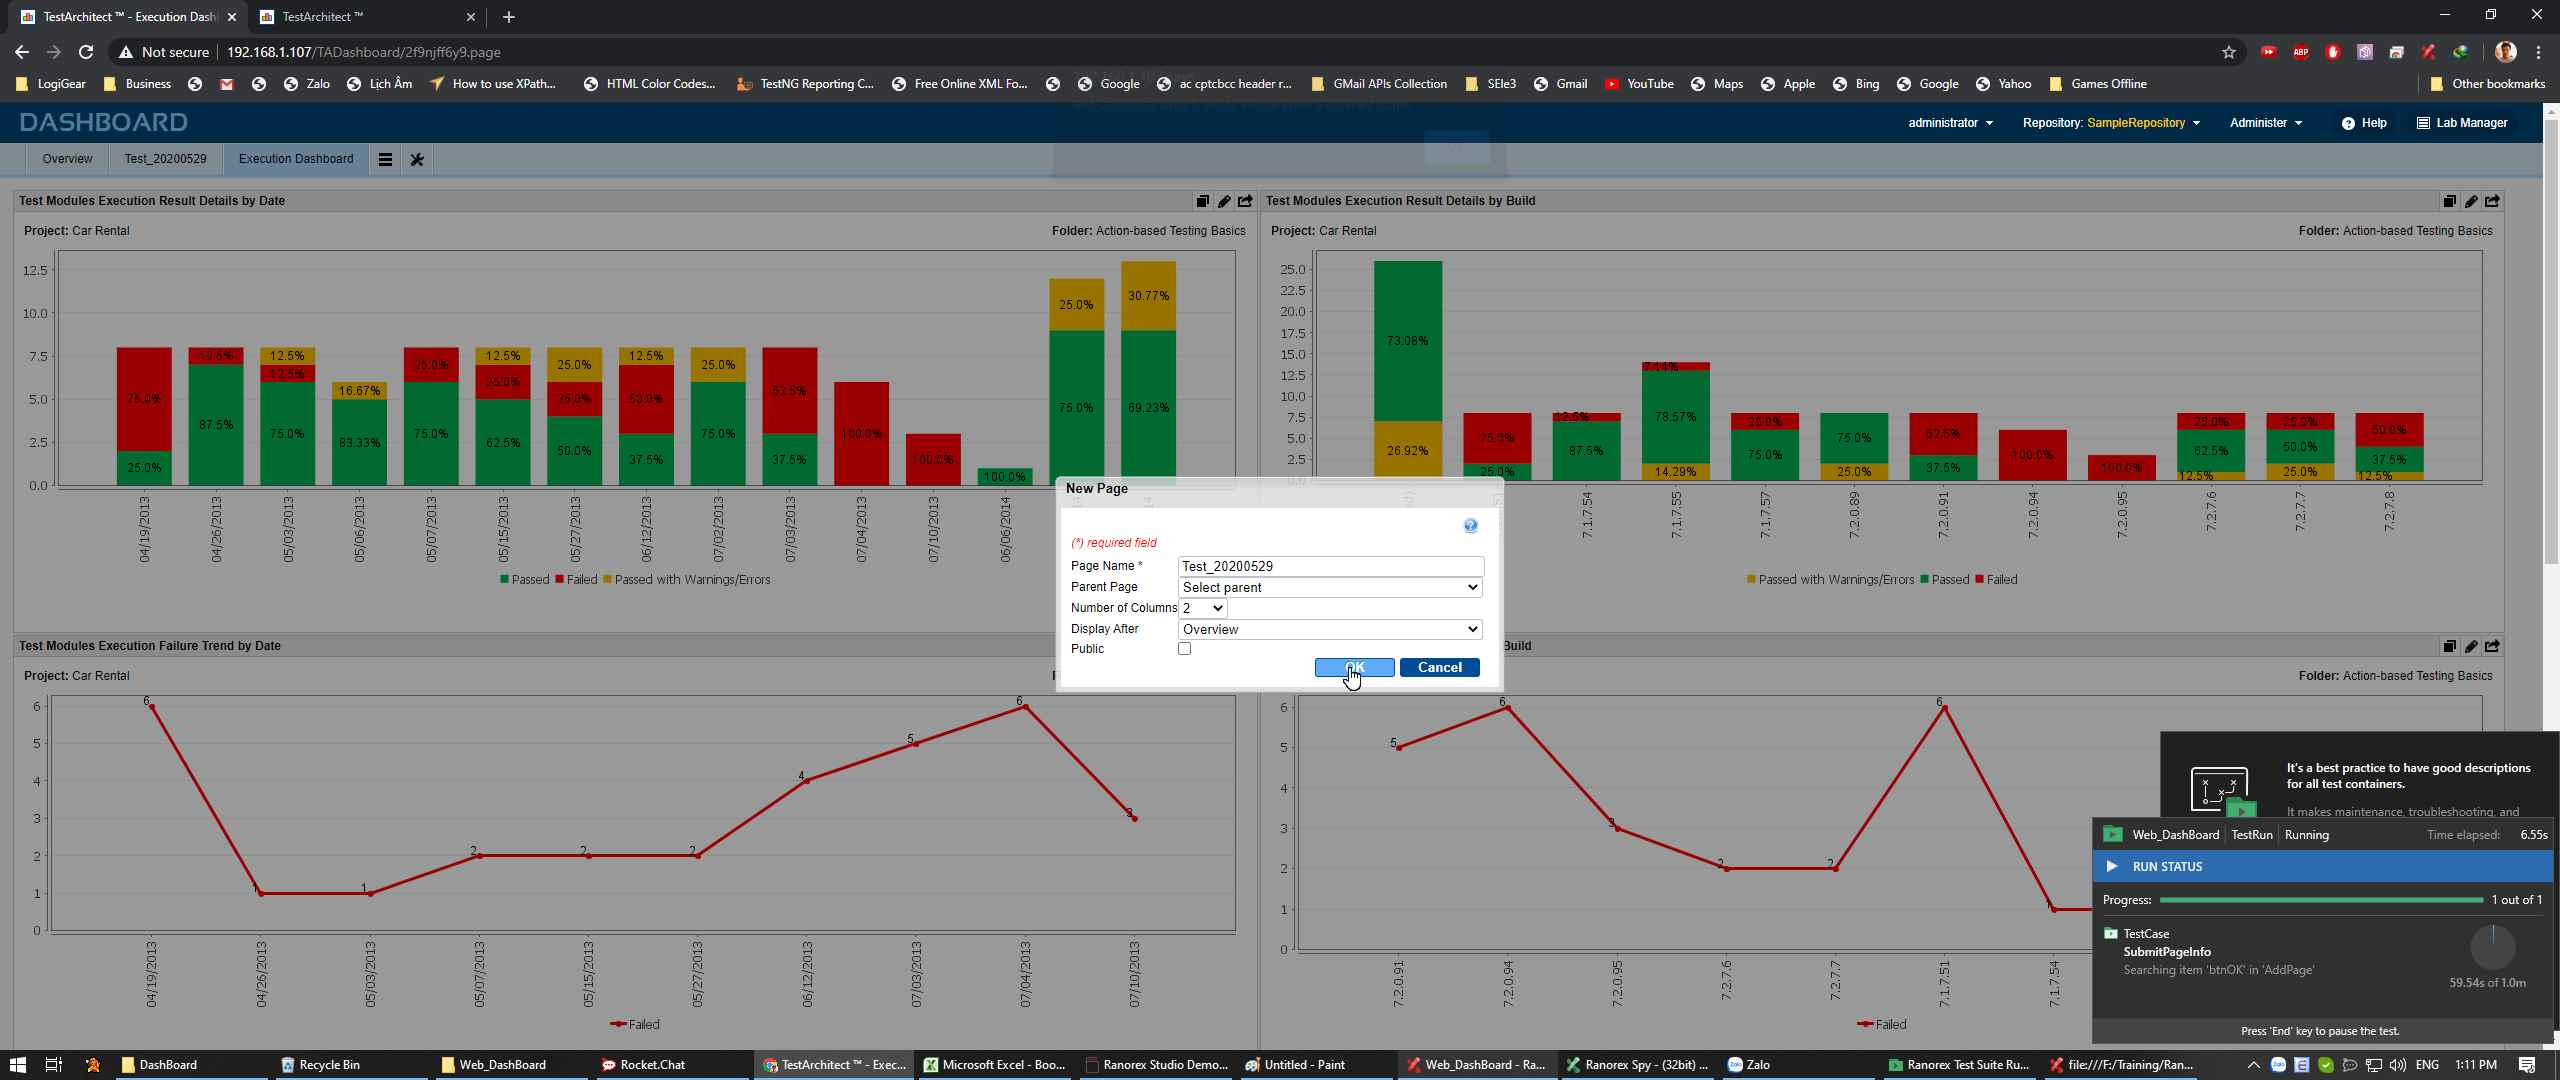 TestArchitect ™ - Execution Dash
TestArchitect ™
Not secure
192.168.1.107/TADashboard/2f9njff6y9.page
LogiGear
Business
Zalo
Lịch Âm
How to use XPath...
HTML Color Codes...
TestNG Reporting C...
Free Online XML Fo...
Google
ac cptcbcc header r...
GMail APIs Collection
SEle3
Gmail
YouTube
Maps
Apple
Bing
Google
Yahoo
Games Offline
Other bookmarks
DASHBOARD
administrator
Repository: SampleRepository
Administer
Help
Lab Manager
Overview
Test_20200529
Execution Dashboard
Test Modules Execution Result Details by Date
Project: Car Rental
Folder: Action-based Testing Basics
12.5
10.0
7.5
5.0
2.5
0.0
75.0%
25.0%
12.5%
87.5%
12.5%
12.5%
75.0%
16.67%
83.33%
25.0%
75.0%
12.5%
25.0%
62.5%
25.0%
25.0%
50.0%
12.5%
50.0%
37.5%
25.0%
75.0%
62.5%
37.5%
100.0%
100.0%
100.0%
25.0%
75.0%
30.77%
69.23%
04/19/2013
04/26/2013
05/03/2013
05/06/2013
05/07/2013
05/15/2013
05/27/2013
06/12/2013
07/02/2013
07/03/2013
07/04/2013
07/10/2013
06/06/2014
Passed
Failed
Passed with Warnings/Errors
Test Modules Execution Result Details by Build
Project: Car Rental
Folder: Action-based Testing Basics
25.0
22.5
20.0
17.5
15.0
12.5
10.0
7.5
5.0
2.5
73.08%
26.92%
75.0%
25.0%
12.5%
87.5%
7.14%
78.57%
14.29%
25.0%
75.0%
75.0%
25.0%
62.5%
37.5%
100.0%
100.0%
25.0%
62.5%
12.5%
25.0%
50.0%
25.0%
50.0%
37.5%
12.5%
7.1.7.54
7.1.7.55
7.1.7.57
7.2.0.89
7.2.0.91
7.2.0.94
7.2.0.95
7.2.7.6
7.2.7.7
7.2.7.8
Passed with Warnings/Errors
Passed
Failed
New Page
(*) required field
Page Name *
Test_20200529
Parent Page
Select parent
Number of Columns
2
Display After
Overview
Public
OK
Cancel
Test Modules Execution Failure Trend by Date
Project: Car Rental
6
5
4
3
2
1
0
6
1
1
2
2
2
4
5
6
3
04/19/2013
04/26/2013
05/03/2013
05/07/2013
05/15/2013
05/27/2013
06/12/2013
07/03/2013
07/04/2013
07/10/2013
Failed
Build
Folder: Action-based Testing Basics
6
5
4
3
2
1
0
5
6
3
2
2
6
1
7.2.0.91
7.2.0.94
7.2.0.95
7.2.7.6
7.2.7.7
7.1.7.51
7.1.7.54
Failed
It's a best practice to have good descriptions
for all test containers.
It makes maintenance, troubleshooting, and
Web_DashBoard
TestRun
Running
Time elapsed: 6.55s
RUN STATUS
Progress:
1 out of 1
TestCase
SubmitPageInfo
Searching item 'btnOK' in 'AddPage'
59.54s of 1.0m
Press 'End' key to pause the test.
DashBoard
Recycle Bin
Web_DashBoard
Rocket.Chat
TestArchitect ™ - Exec...
Microsoft Excel - Boo...
Ranorex Studio Demo...
Untitled - Paint
Web_DashBoard - Ra...
Ranorex Spy - (32bit) ...
Zalo
Ranorex Test Suite Ru...
file:///F:/Training/Ran...
ENG
1:11 PM